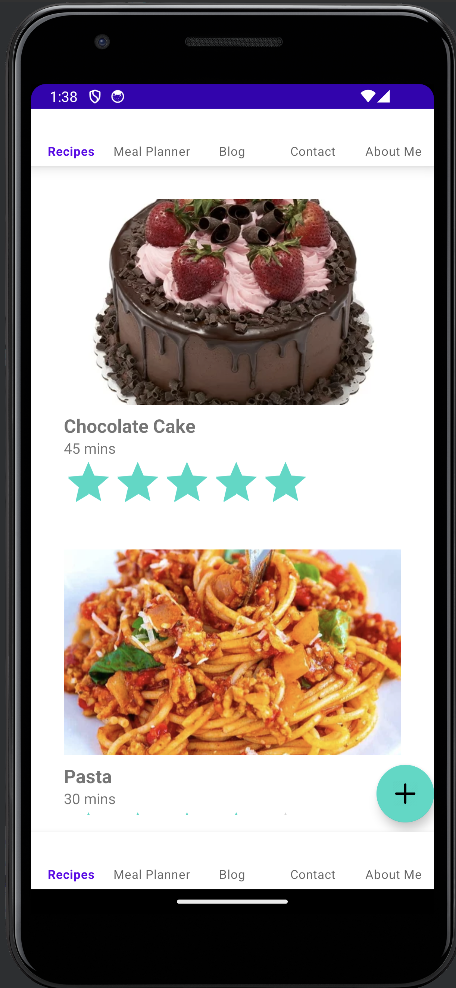 1:38
Recipes Meal Planner Blog Contact About Me
Chocolate Cake
45 mins
Pasta
30 mins
Recipes Meal Planner Blog Contact About Me